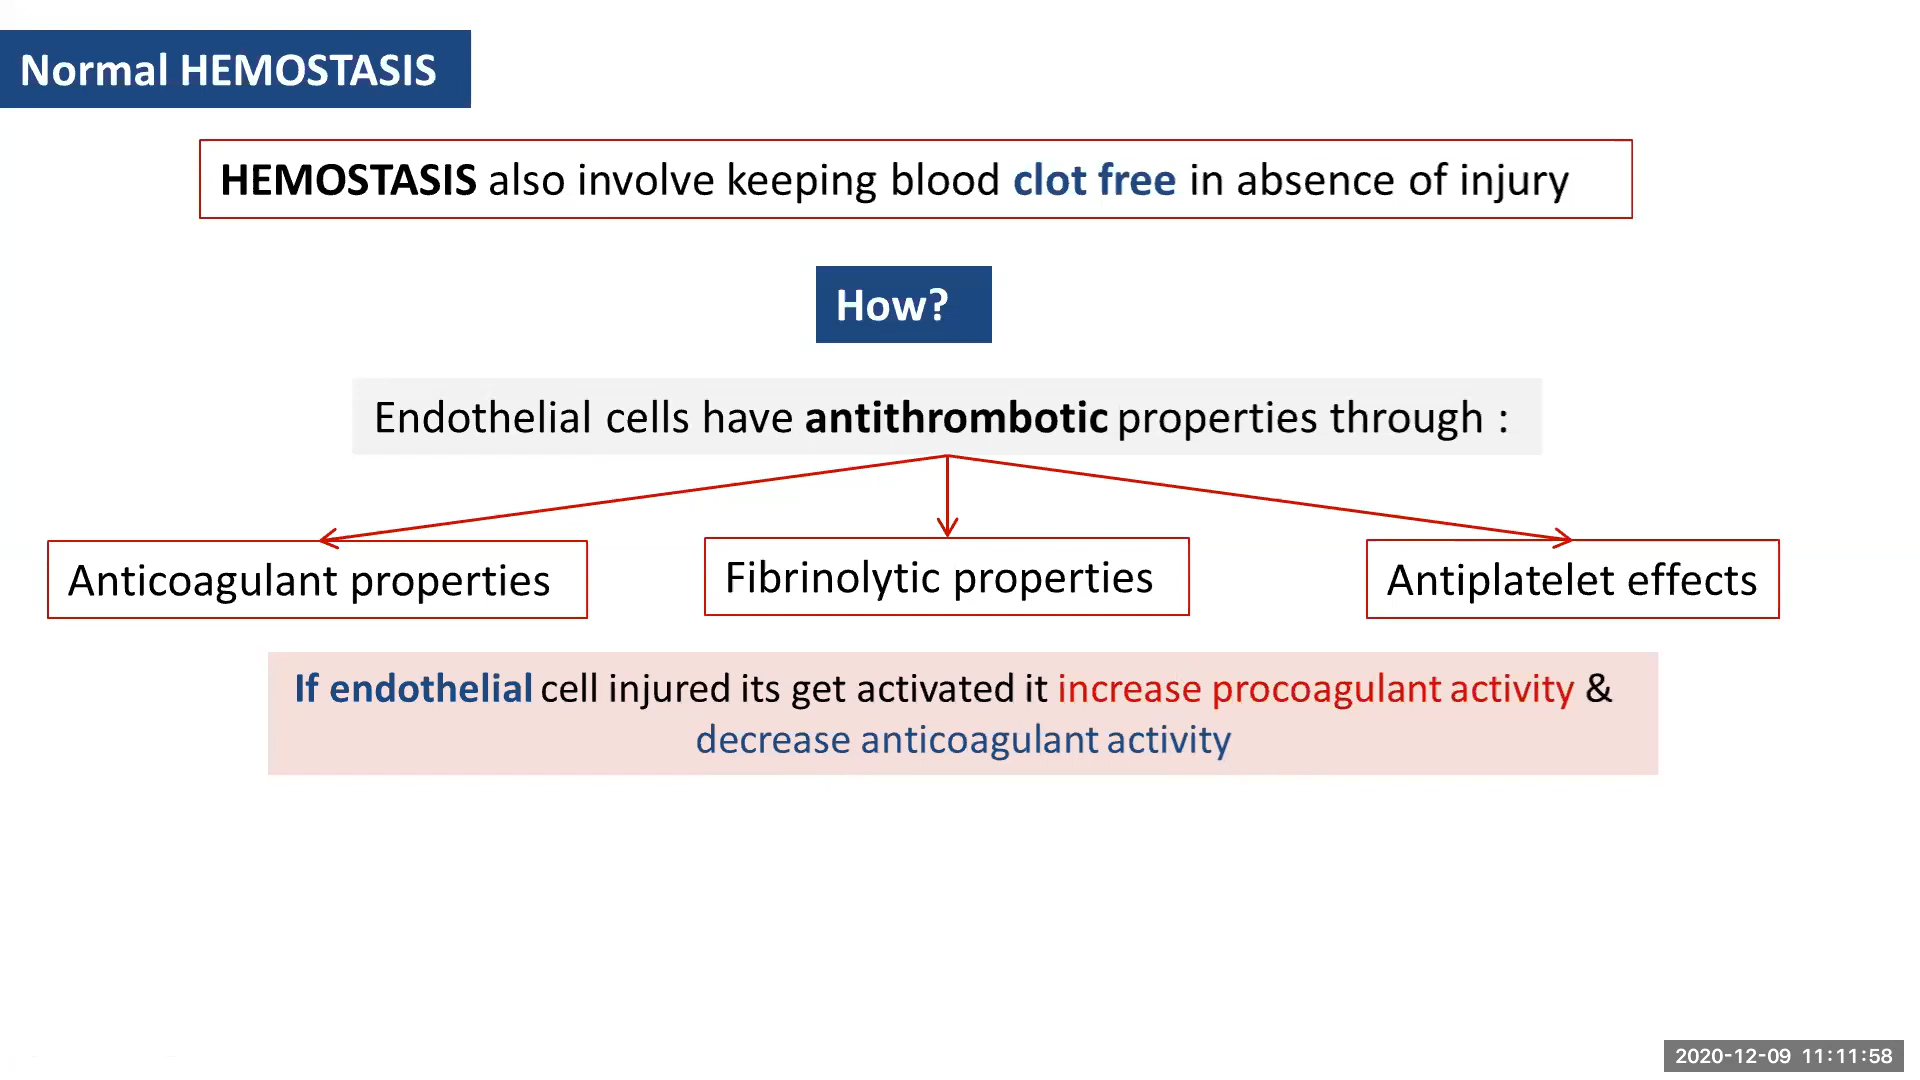 Normal HEMOSTASIS
HEMOSTASIS also involve keeping blood clot free in absence of injury
How?
Endothelial cells have antithrombotic properties through :
Anticoagulant properties
Fibrinolytic properties
Antiplatelet effects
If endothelial cell injured its get activated it increase procoagulant activity &
decrease anticoagulant activity
2020-12-09 11:11:58